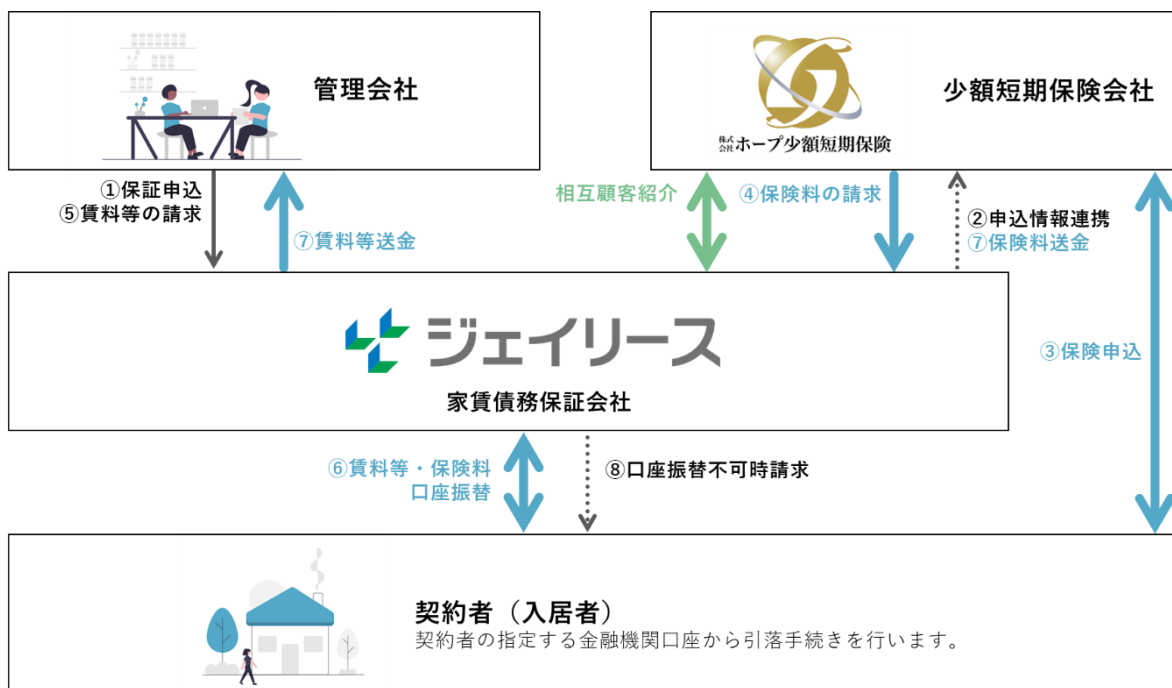 管理会社
株式会社ホープ少額短期保険
少額短期保険会社
①保証申込
⑤賃料等の請求
⑦賃料等送金
相互顧客紹介
④保険料の請求
②申込情報連携
⑦保険料送金
ジェイリース
家賃債務保証会社
③保険申込
⑥賃料等・保険料
口座振替
⑧口座振替不可時請求
契約者（入居者）
契約者の指定する金融機関口座から引落手続きを行います。